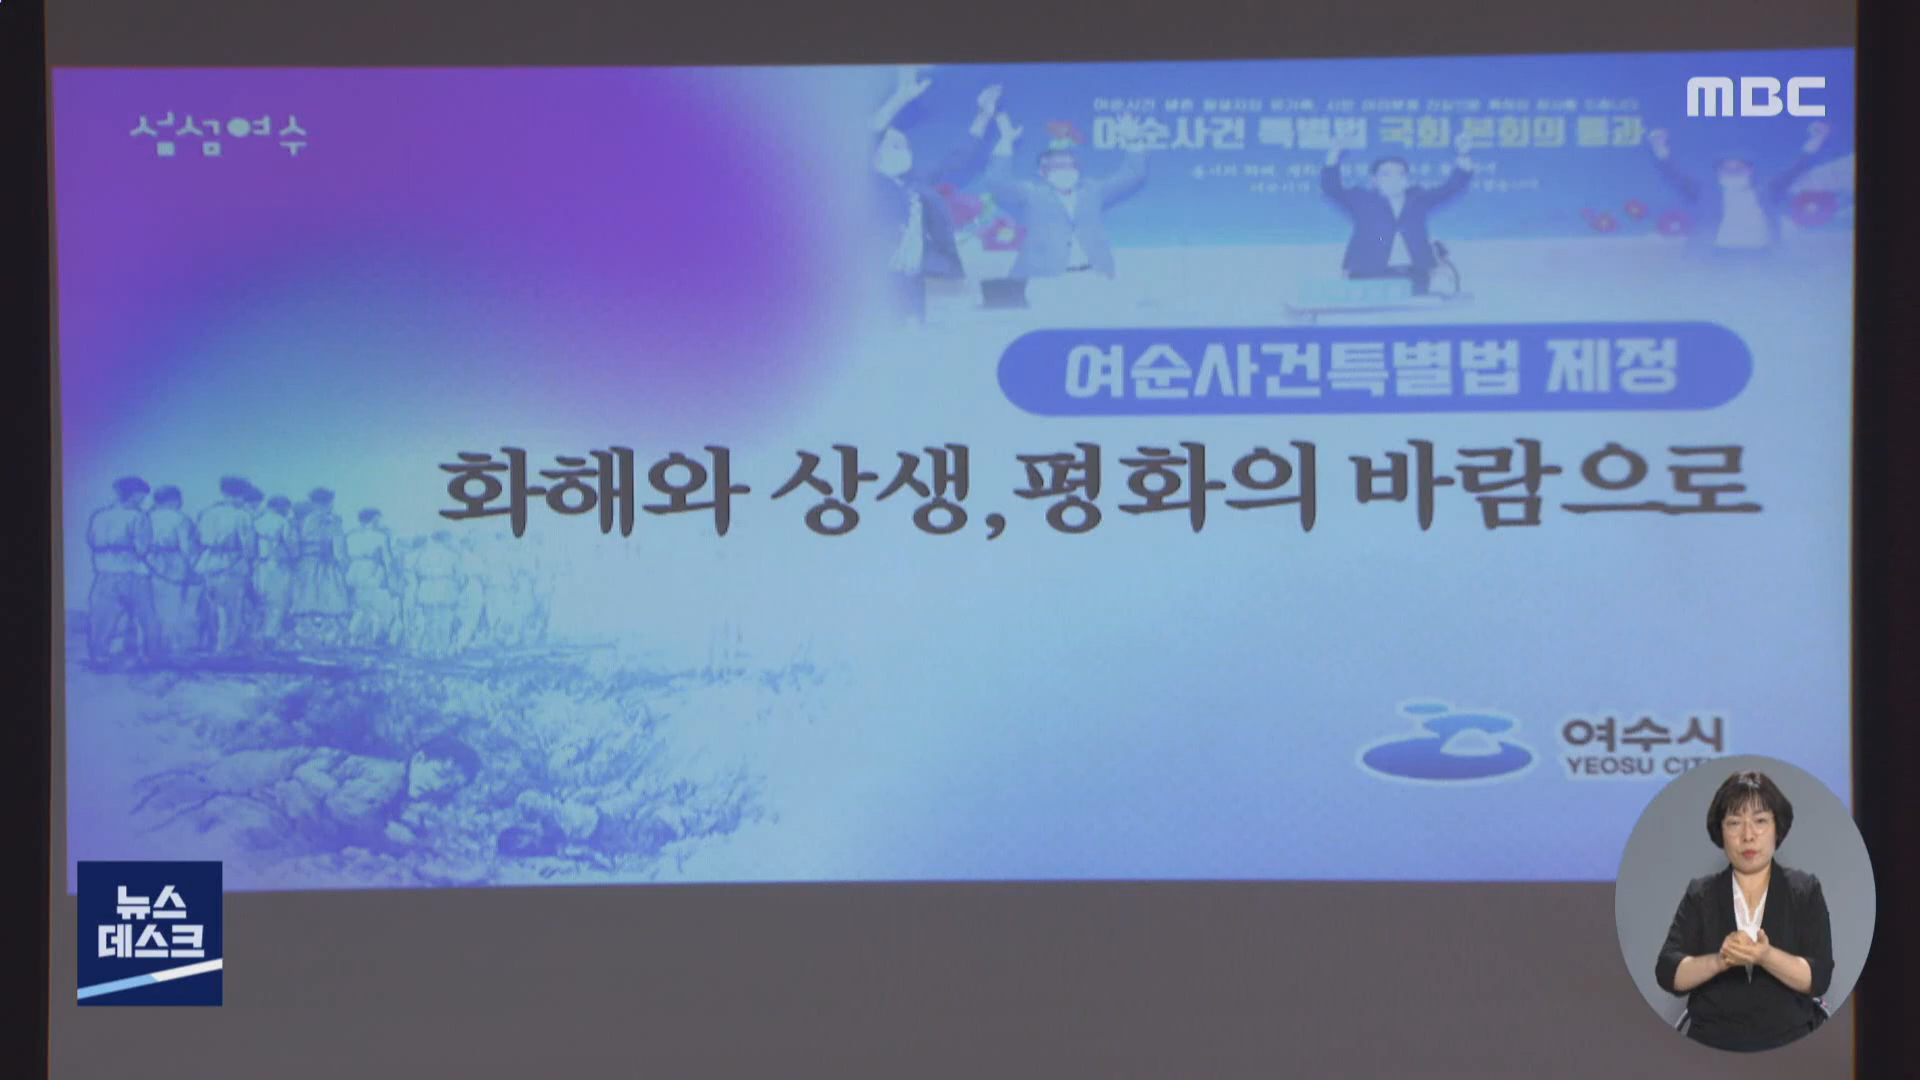 MBC
섬섬여수
여순사건 특별법 국회 본회의 통과
여순사건특별법 제정
화해와 상생,평화의 바람으로
여수시
YEOSU
뉴스
데스크